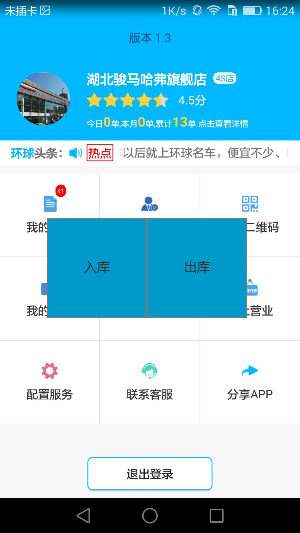 未插卡 1K/s 16:24
版本 1.3
湖北骏马哈弗旗舰店 4S店
4.5分
今日0单,本月0单,累计13单 点击查看详情
环球头条： 热点 以后就上环球名车，便宜不少、
41
我的 二维码
入库 出库
我的 营业
配置服务 联系客服 分享APP
退出登录